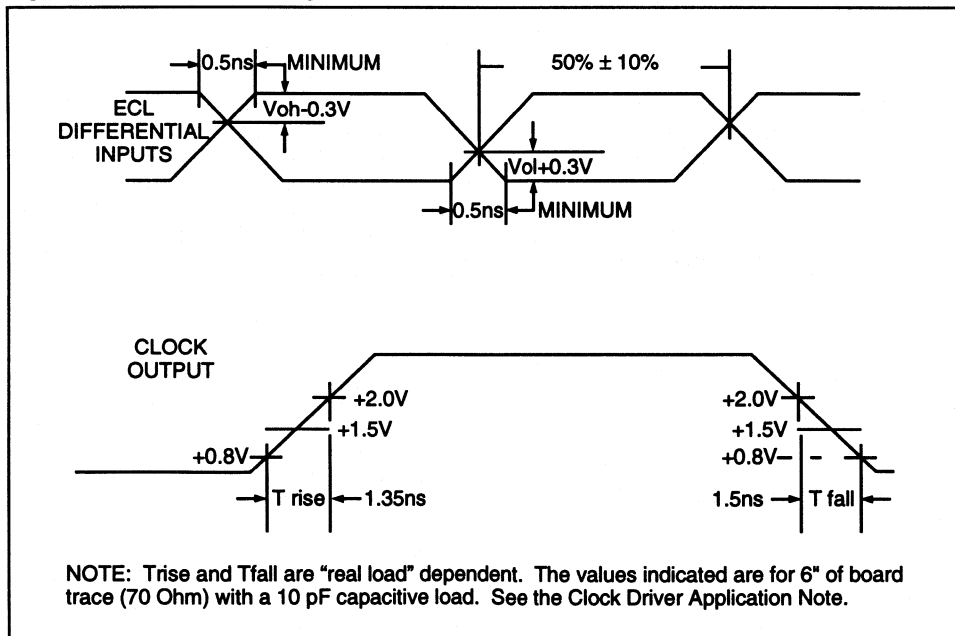 0.5ns
MINIMUM
50% ± 10%
ECL
DIFFERENTIAL
INPUTS
Voh-0.3V
Vol+0.3V
0.5ns
MINIMUM
CLOCK
OUTPUT
+2.0V
+1.5V
+0.8V
T rise
1.35ns
+2.0V
+1.5V
+0.8V
1.5ns
T fall
NOTE: Trise and Tfall are "real load" dependent. The values indicated are for 6" of board
trace (70 Ohm) with a 10 pF capacitive load. See the Clock Driver Application Note.